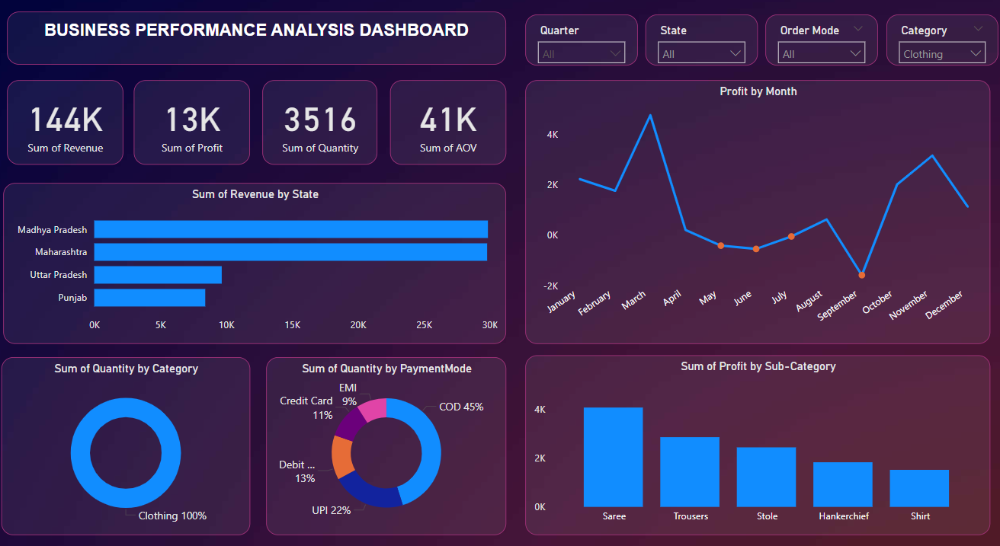 BUSINESS PERFORMANCE ANALYSIS DASHBOARD
Quarter
All
State
All
Order Mode
All
Category
Clothing
144K
Sum of Revenue
13K
Sum of Profit
3516
Sum of Quantity
41K
Sum of AOV
Sum of Revenue by State
Madhya Pradesh
Maharashtra
Uttar Pradesh
Punjab
0K 5K 10K 15K 20K 25K 30K
Profit by Month
4K
2K
0K
-2K
January February March April May June July August September October November December
Sum of Quantity by Category
Clothing 100%
Sum of Quantity by PaymentMode
EMI
9%
Credit Card
11%
COD 45%
Debit ...
13%
UPI 22%
Sum of Profit by Sub-Category
4K
2K
0K
Saree Trousers Stole Hankerchief Shirt